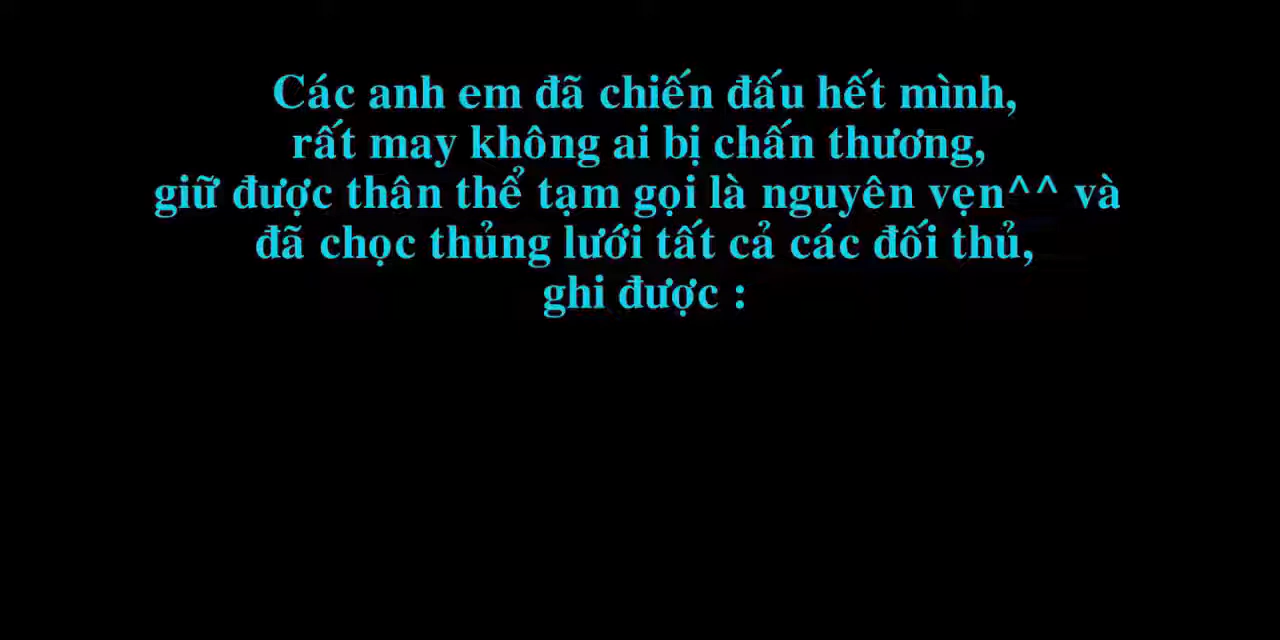 Các anh em đã chiến đấu hết mình,
rất may không ai bị chấn thương,
giữ được thân thể tạm gọi là nguyên vẹn^^ và
đã chọc thủng lưới tất cả các đối thủ,
ghi được :